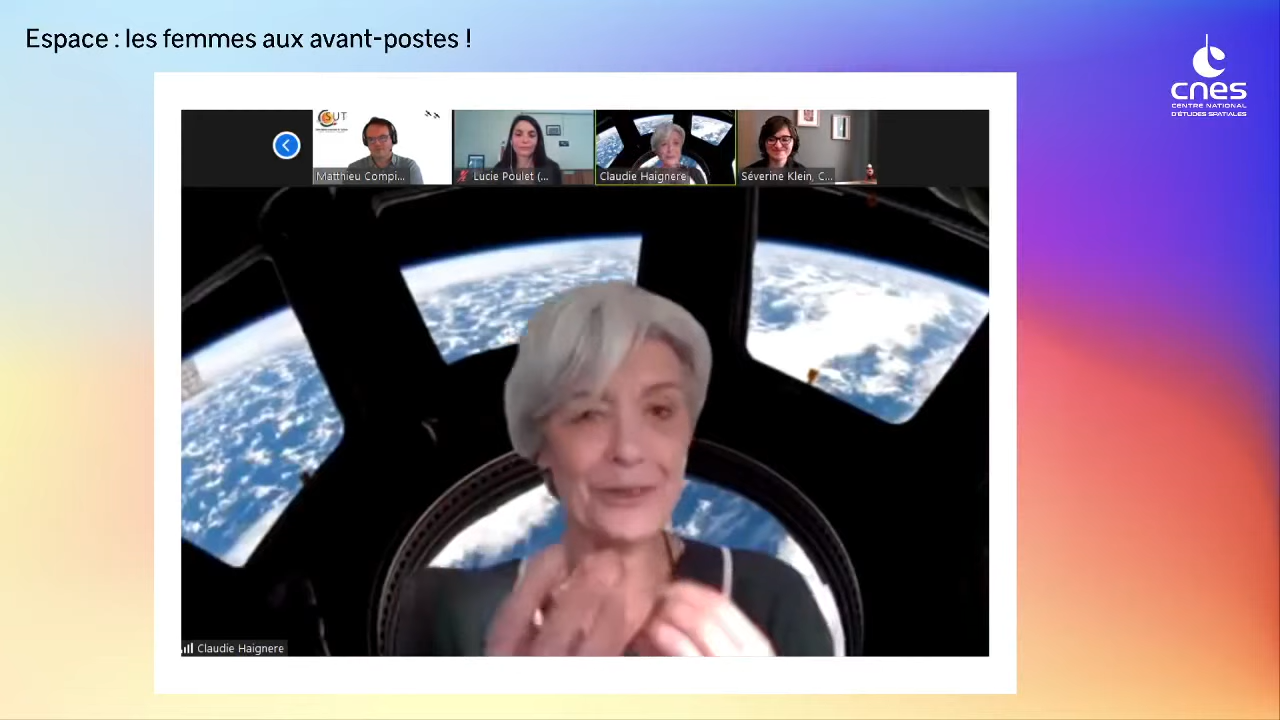 Espace : les femmes aux avant-postes !
cnes
CENTRE NATIONAL
D'ÉTUDES SPATIALES
SUT
Matthieu Compi...
Lucie Poulet (...
Claudie Haignere
Séverine Klein, C...
Claudie Haignere